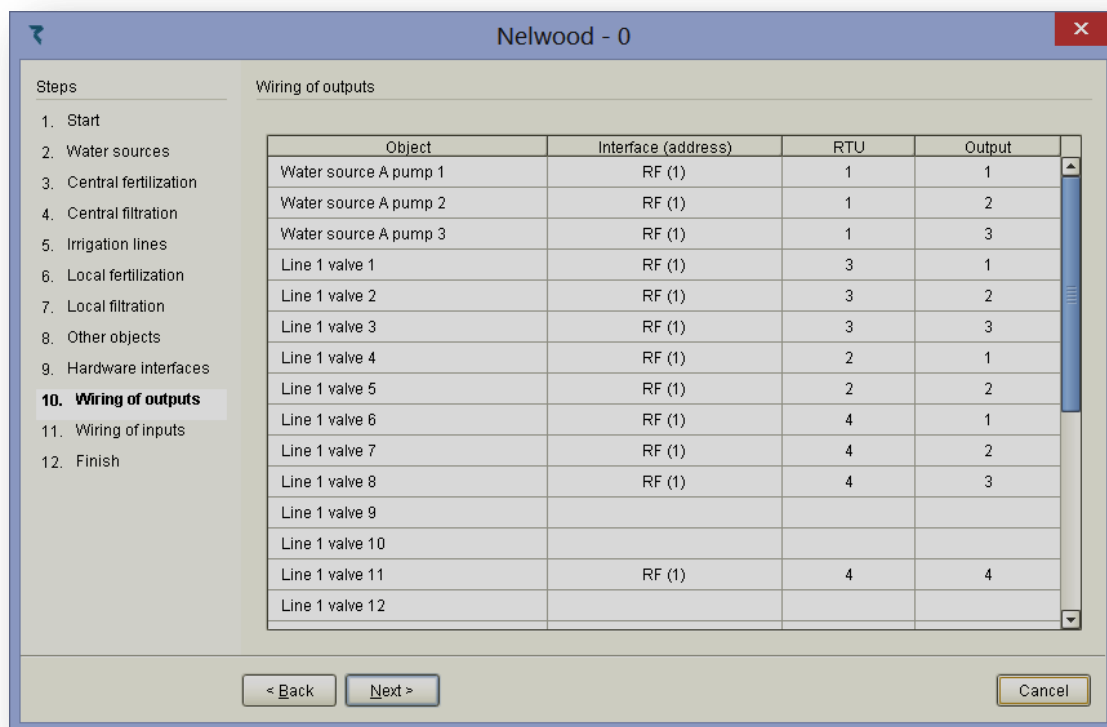 Nelwood - 0
Steps
1. Start
2. Water sources
3. Central fertilization
4. Central filtration
5. Irrigation lines
6. Local fertilization
7. Local filtration
8. Other objects
9. Hardware interfaces
10. Wiring of outputs
11. Wiring of inputs
12. Finish
Wiring of outputs
Object Interface (address) RTU Output
Water source A pump 1 RF (1) 1 1
Water source A pump 2 RF (1) 1 2
Water source A pump 3 RF (1) 1 3
Line 1 valve 1 RF (1) 3 1
Line 1 valve 2 RF (1) 3 2
Line 1 valve 3 RF (1) 3 3
Line 1 valve 4 RF (1) 2 1
Line 1 valve 5 RF (1) 2 2
Line 1 valve 6 RF (1) 4 1
Line 1 valve 7 RF (1) 4 2
Line 1 valve 8 RF (1) 4 3
Line 1 valve 9
Line 1 valve 10
Line 1 valve 11 RF (1) 4 4
Line 1 valve 12
< Back Next > Cancel